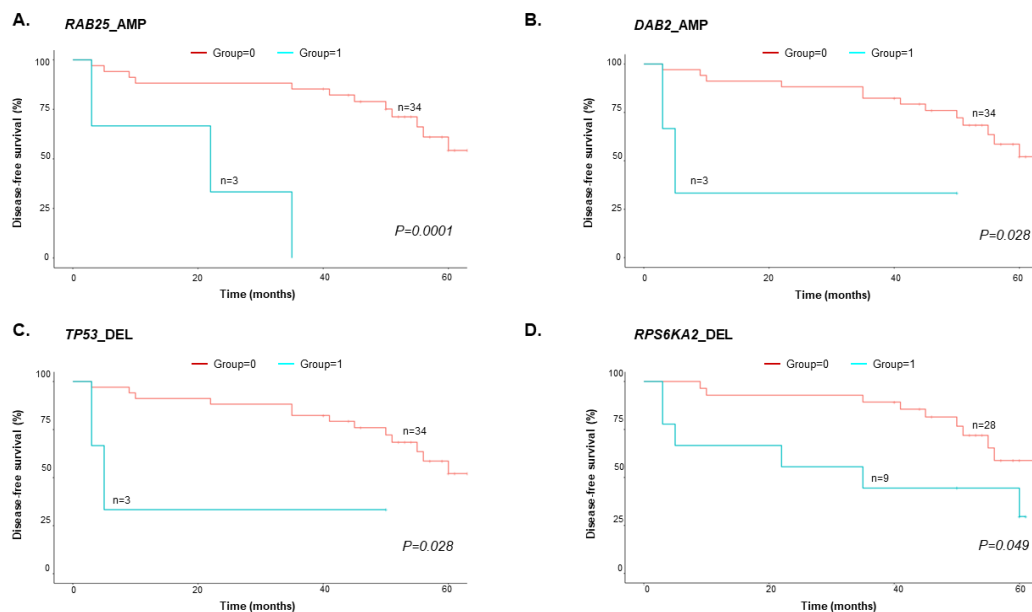 A.
RAB25_AMP
Group=0 Group=1
Disease-free survival (%)
100
75
50
25
0
n=34
n=3
P=0.0001
0 20 40 60
Time (months)
B.
DAB2_AMP
Group=0 Group=1
Disease-free survival (%)
100
75
50
25
0
n=34
n=3
P=0.028
0 20 40 60
Time (months)
C.
TP53_DEL
Group=0 Group=1
Disease-free survival (%)
100
75
50
25
0
n=34
n=3
P=0.028
0 20 40 60
Time (months)
D.
RPS6KA2_DEL
Group=0 Group=1
Disease-free survival (%)
100
75
50
25
0
n=28
n=9
P=0.049
0 20 40 60
Time (months)